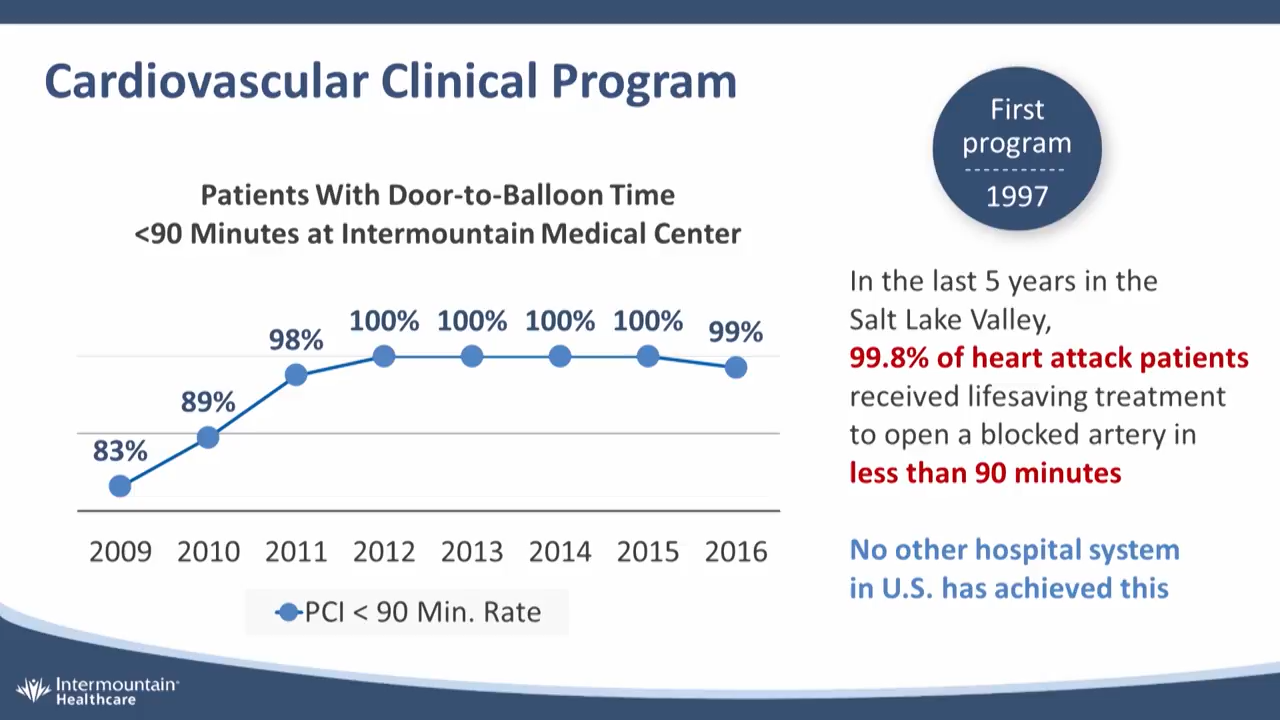 Cardiovascular Clinical Program
First
program
1997
Patients With Door-to-Balloon Time
<90 Minutes at Intermountain Medical Center
83%
89%
98%
100%
100%
100%
100%
99%
2009
2010
2011
2012
2013
2014
2015
2016
PCI < 90 Min. Rate
In the last 5 years in the
Salt Lake Valley,
99.8% of heart attack patients
received lifesaving treatment
to open a blocked artery in
less than 90 minutes
No other hospital system
in U.S. has achieved this
Intermountain
Healthcare